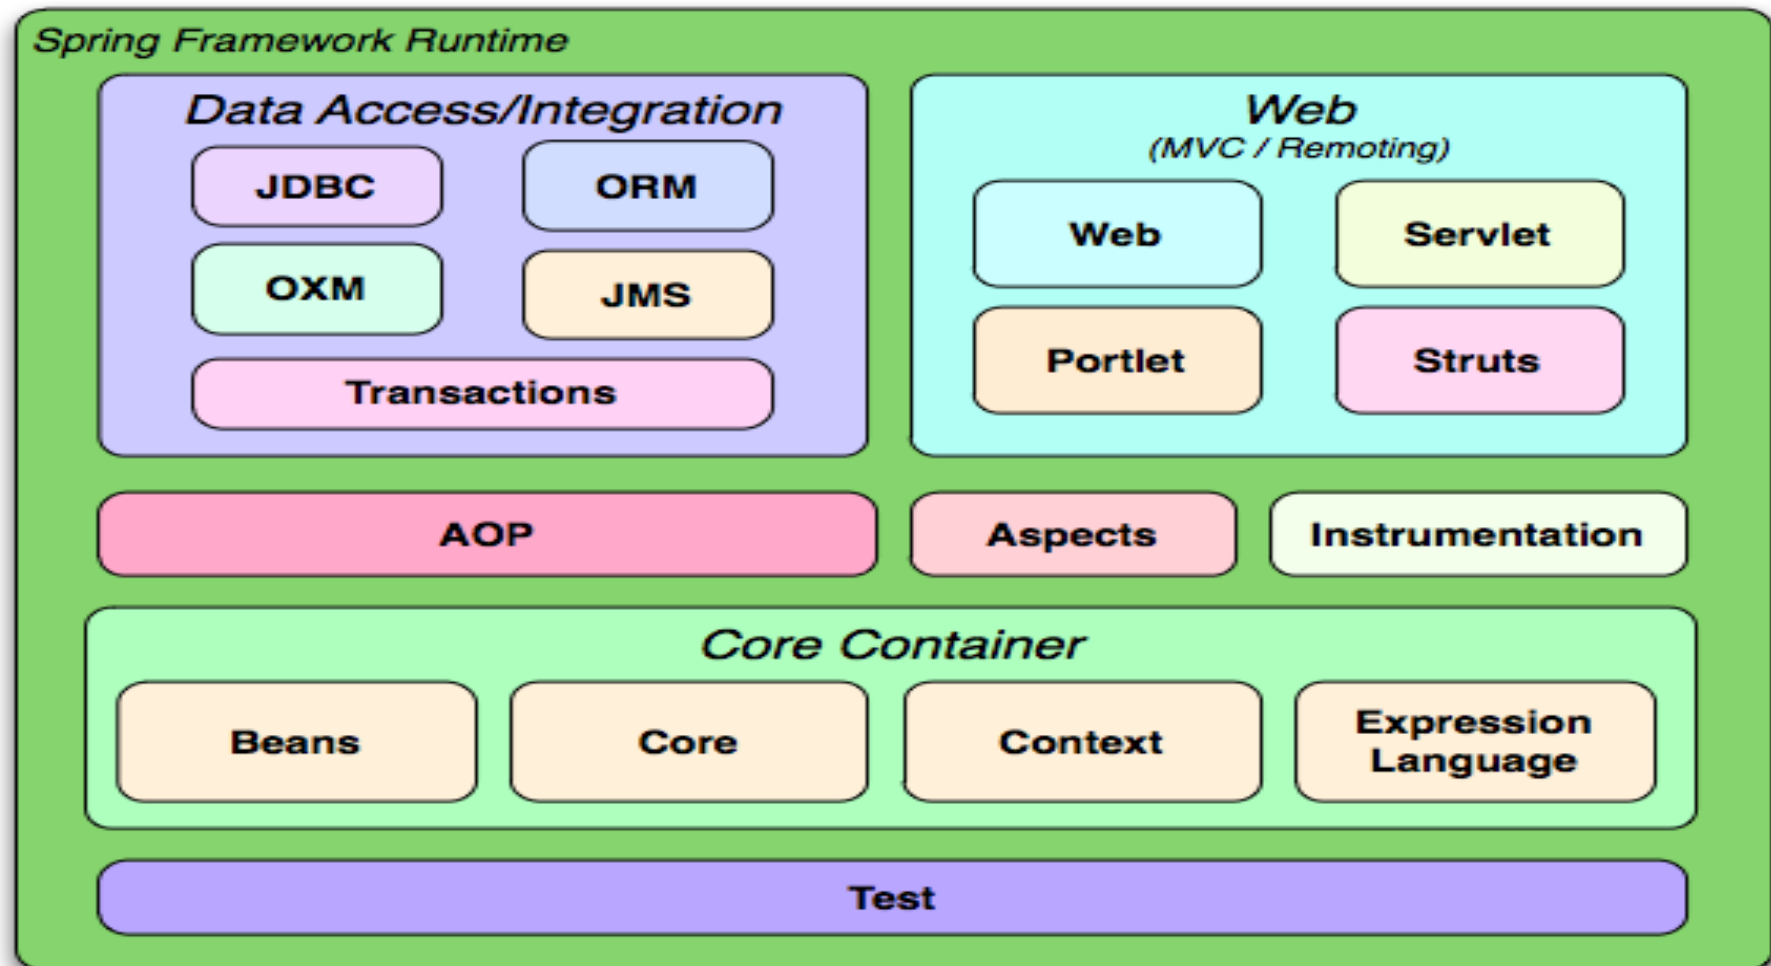 Spring Framework Runtime
Data Access/Integration
JDBC
ORM
OXM
JMS
Transactions
Web
(MVC / Remoting)
Web
Servlet
Portlet
Struts
AOP
Aspects
Instrumentation
Core Container
Beans
Core
Context
Expression
Language
Test